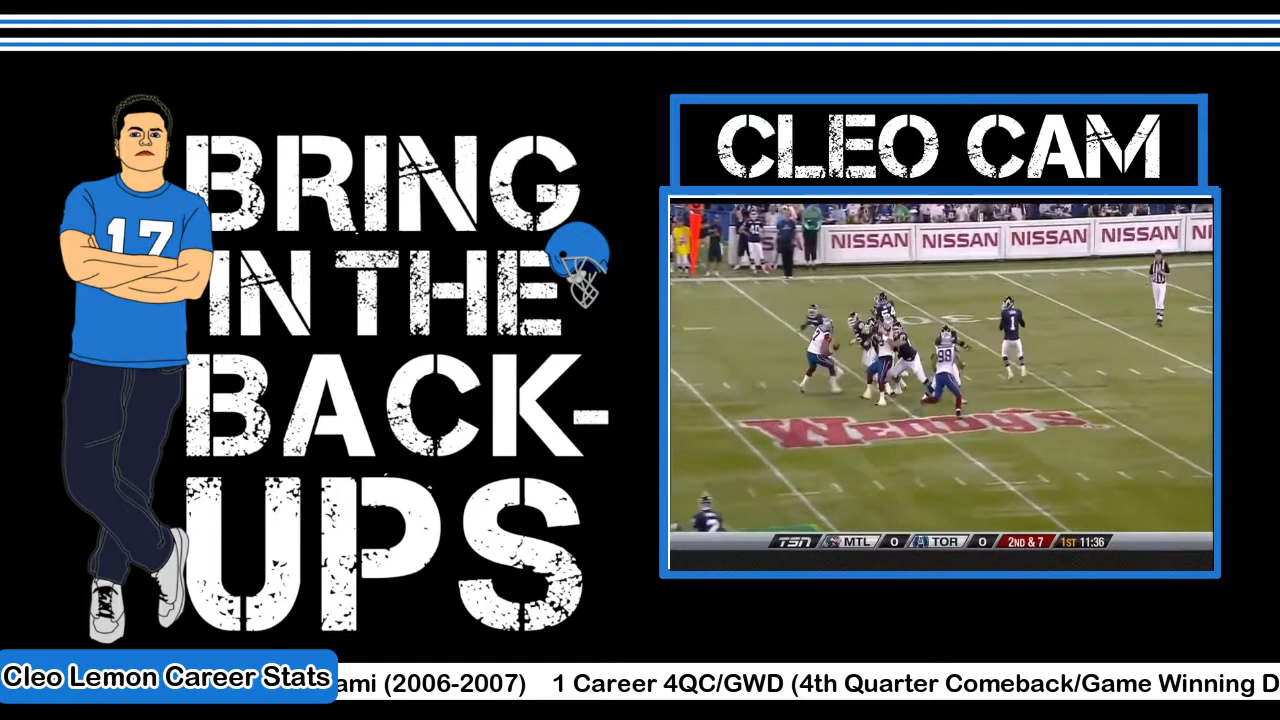 BRING
IN THE
BACK-
UPS
17
CLEO CAM
NISSAN NISSAN NISSAN NISSAN
1
98
Wendy's
TSN MTL 0 TOR 0 2ND & 7 1ST 11:36
Cleo Lemon Career Stats
ami (2006-2007) 1 Career 4QC/GWD (4th Quarter Comeback/Game Winning D